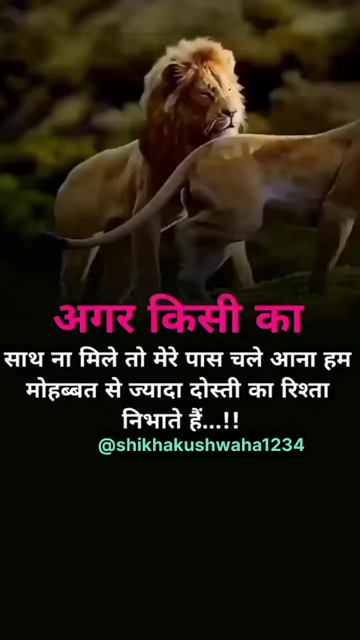 अगर किसी का
साथ ना मिले तो मेरे पास चले आना हम
मोहब्बत से ज्यादा दोस्ती का रिश्ता
निभाते हैं...!!
@shikhakushwaha1234